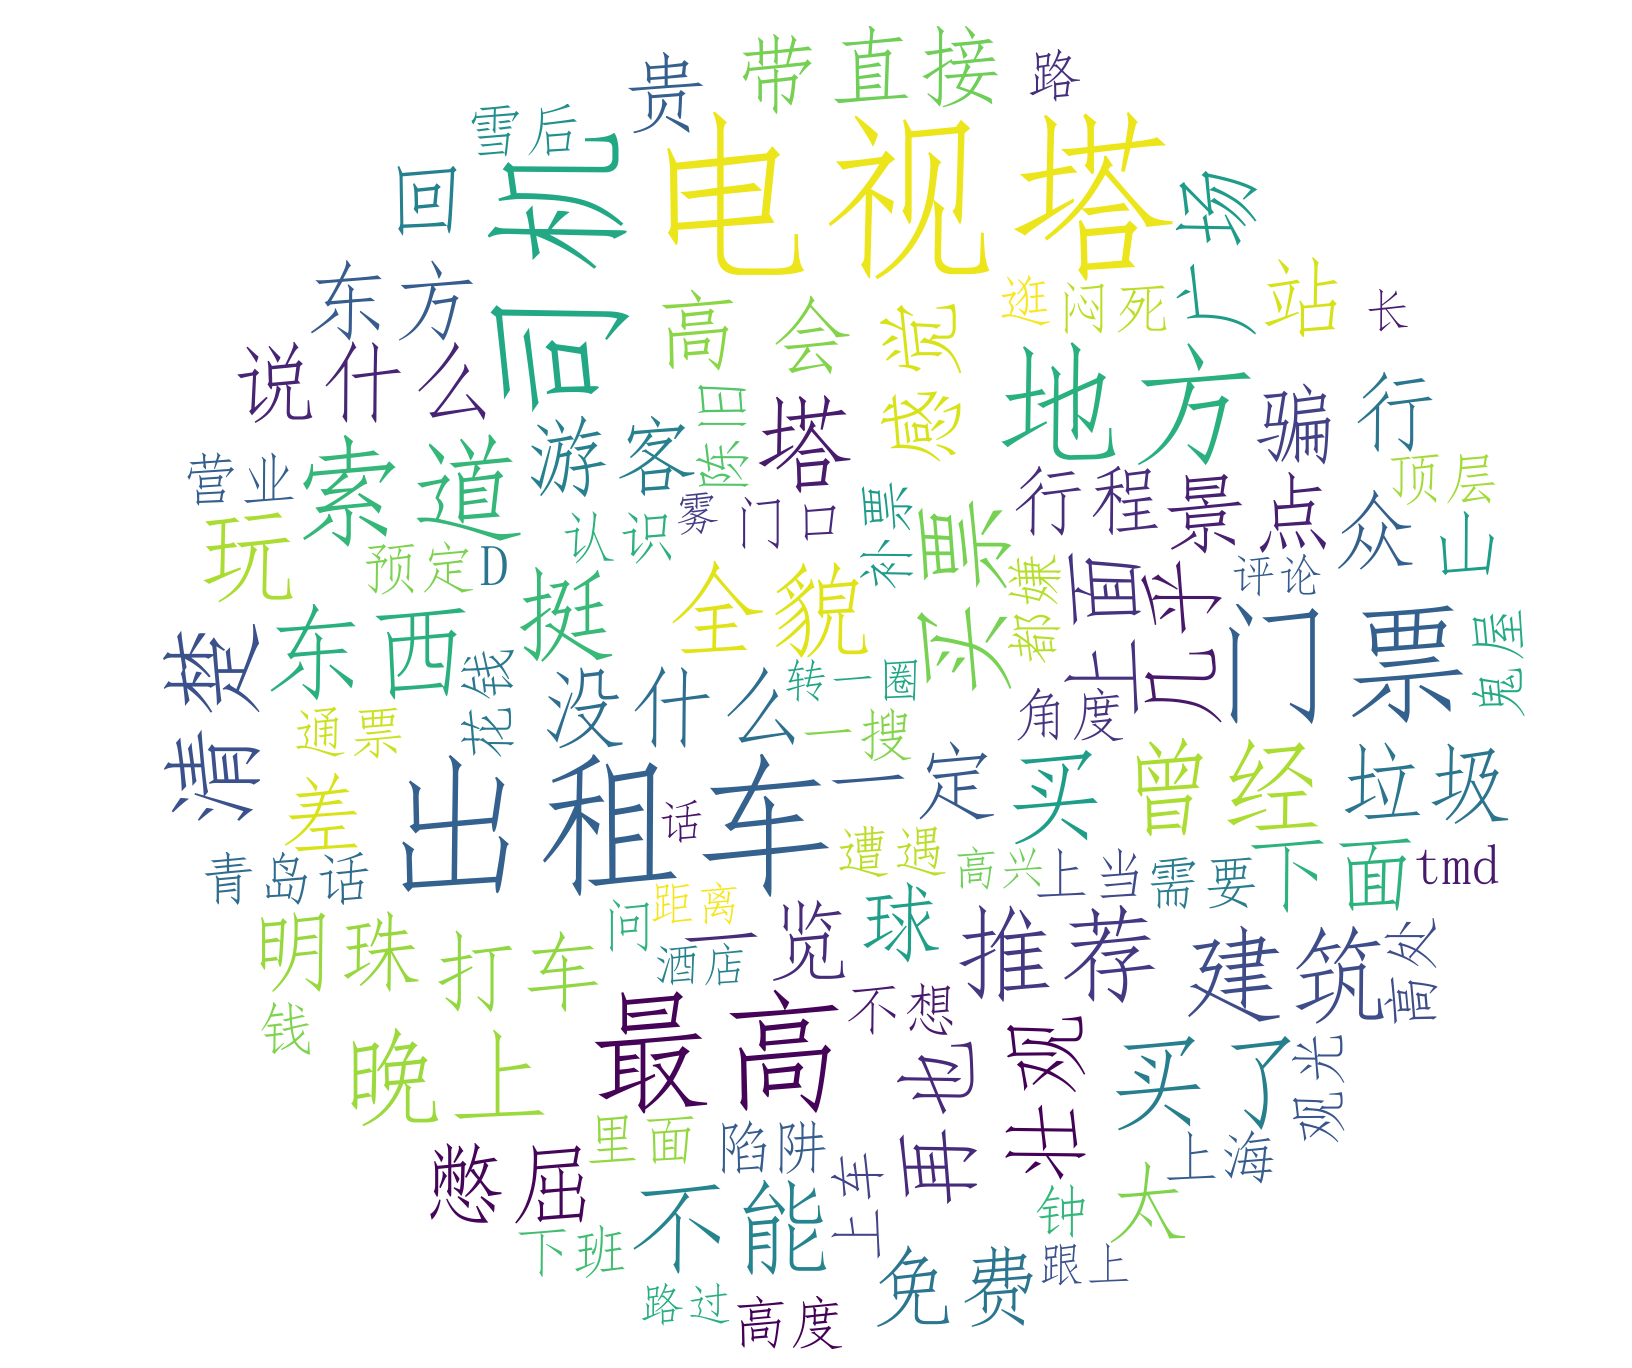 贵
带
直接
路
雪后
司机
电视塔
回
广场
东方
高
会
感觉
逛
闷死
站
长
说什么
地方
游客
陈旧
塔
骗
行
索道
营业
玩
认识
雾
门口
补票
买票
行程
景点
众
顶层
山
预定
D
挺
全貌
都嫌
上面
几乎
评论
东西
门票
鬼屋
清楚
花钱
没什么
转一圈
通票
一搜
角度
差
出租车
话
一定
买
曾经
垃圾
青岛话
遭遇
高兴
上当
需要
下面
tmd
明珠
打车
问
距离
酒店
一览
球
推荐
建筑
高处
钱
晚上
最高
不想
再也
壮观
买了
观光
憋屈
里面
陷阱
上车
上海
下班
不能
钟
太
免费
跟上
路过
高度